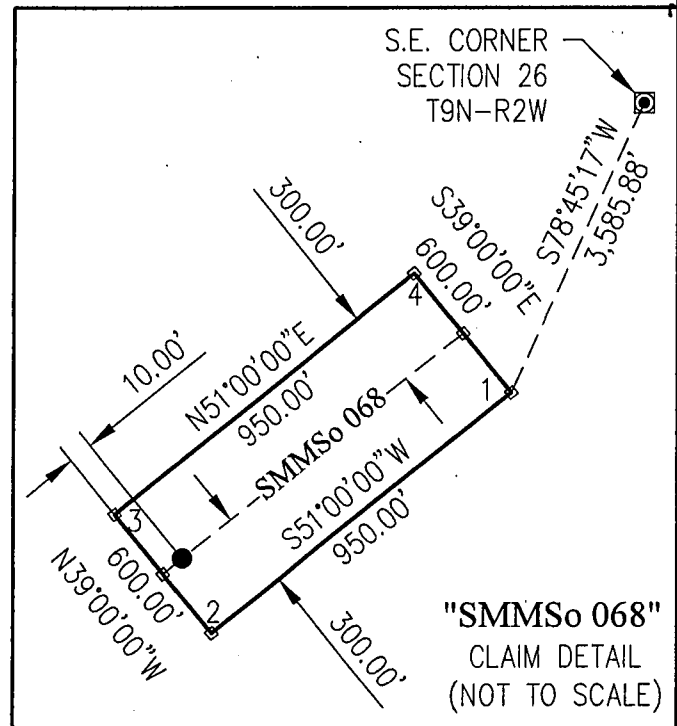 S.E. CORNER
SECTION 26
T9N-R2W
S78°45'17"W
3,585.88'
300.00'
S39°00'00"E
600.00'
4
10.00'
N51°00'00"E
950.00'
1
SMMSo 068
S51°00'00"W
950.00'
3
600.00'
N39°00'00"W
2
300.00'
"SMMSo 068"
CLAIM DETAIL
(NOT TO SCALE)